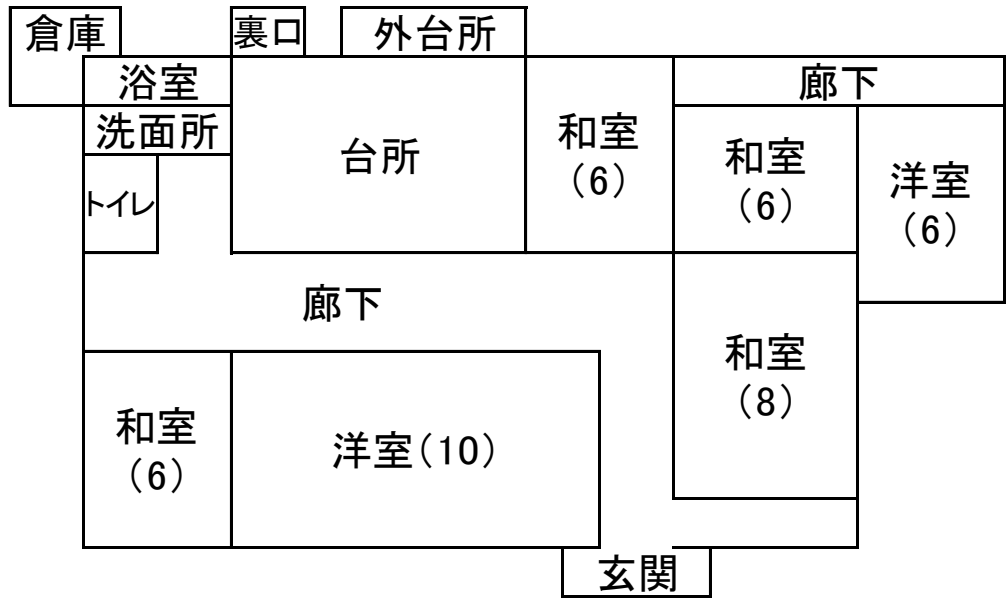 倉庫
裏口
外台所
浴室
廊下
洗面所
台所
和室
(6)
和室
(6)
洋室
(6)
トイレ
廊下
和室
(8)
和室
(6)
洋室(10)
玄関